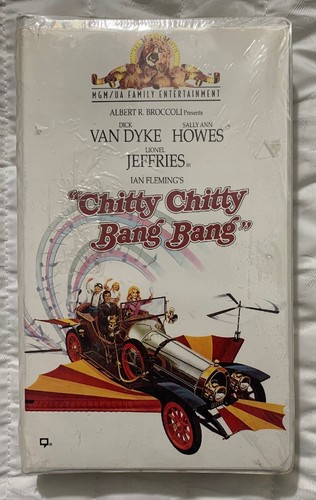 MGM/UA FAMILY ENTERTAINMENT
ALBERT R. BROCCOLI Presents
DICK SALLY ANN
VAN DYKE HOWES
LIONEL
JEFFRIES in
IAN FLEMING'S
"Chitty Chitty
Bang Bang"